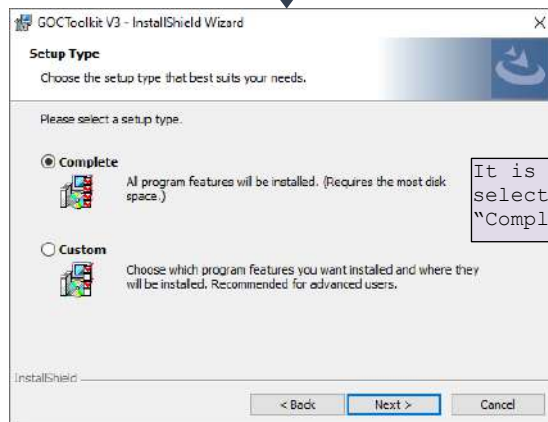 GOCToolkit V3 - InstallShield Wizard
Setup Type
Choose the setup type that best suits your needs.
Please select a setup type.
Complete
All program features will be installed. (Requires the most disk
space.)
It is
select
“Compl
Custom
Choose which program features you want installed and where they
will be installed. Recommended for advanced users.
InstallShield
< Back
Next >
Cancel